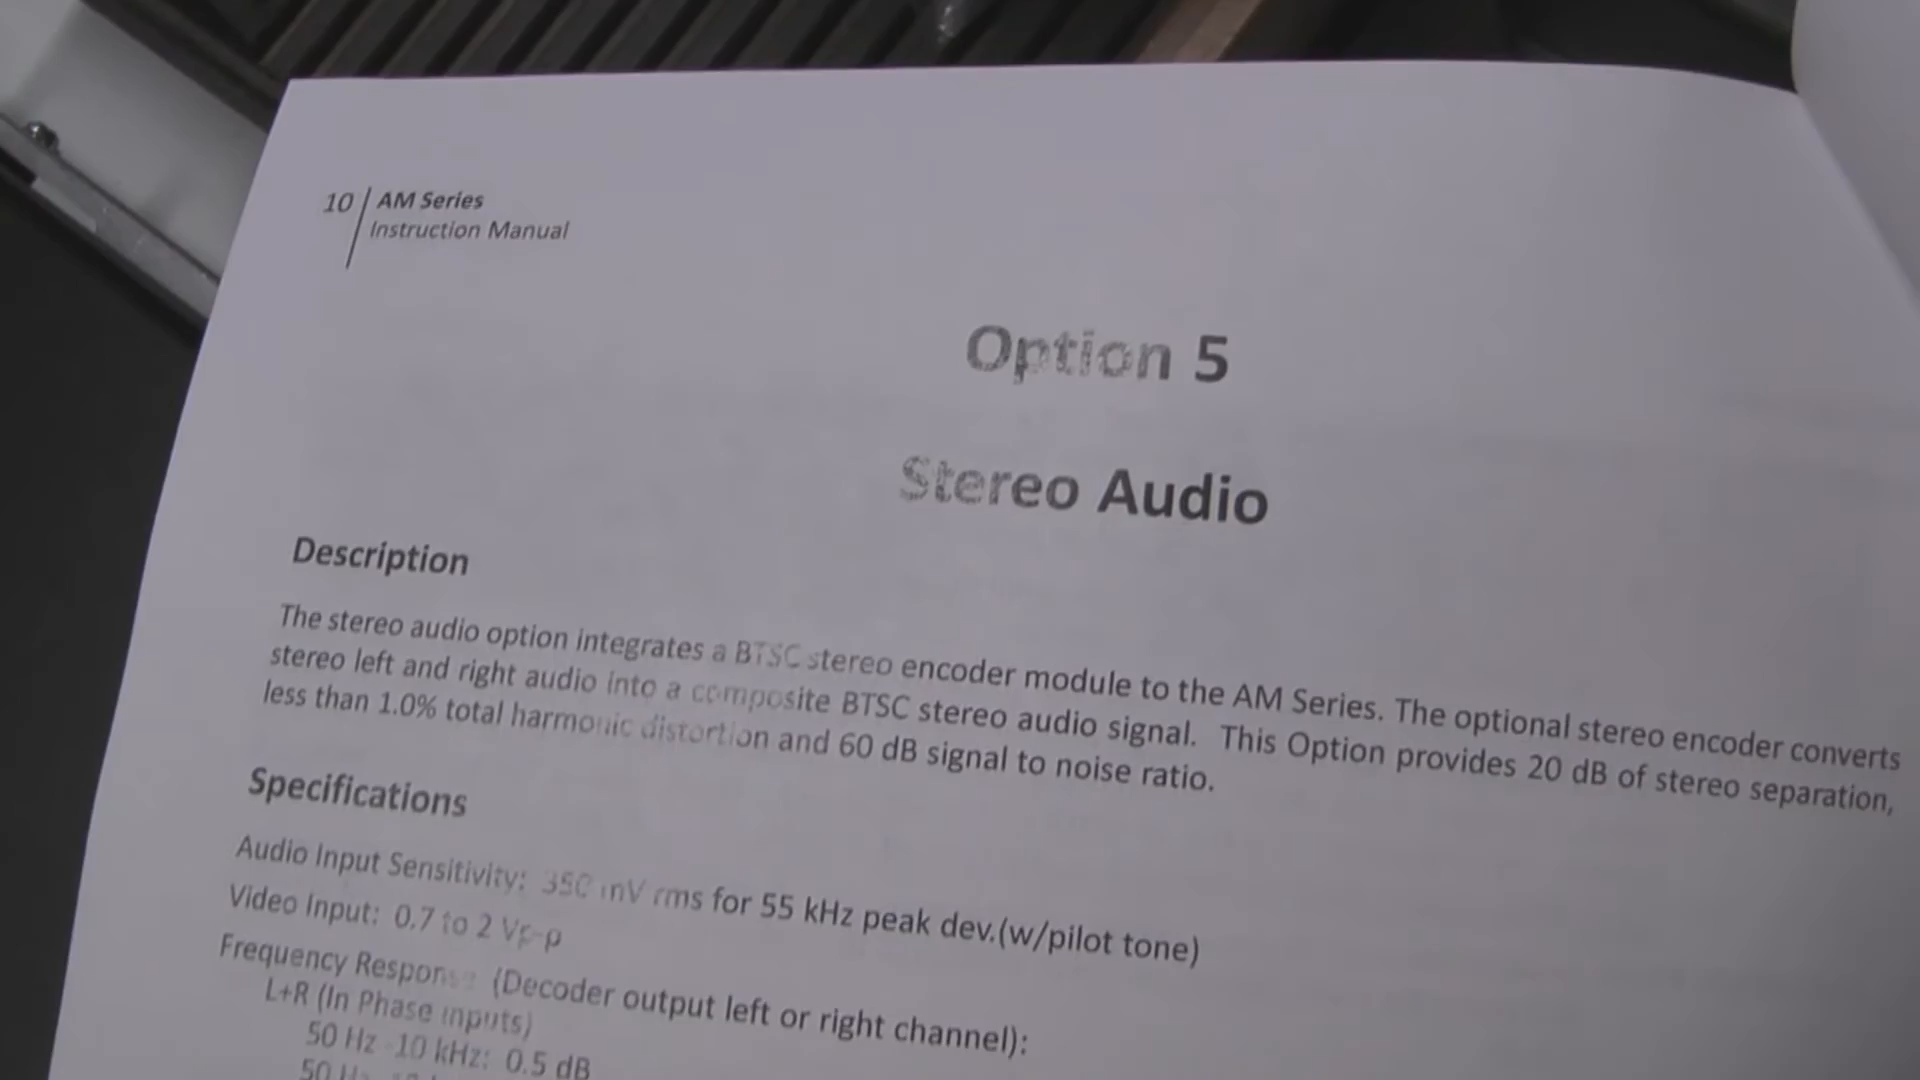 10 AM Series
Instruction Manual
Option 5
Stereo Audio
Description
The stereo audio option integrates a BTSC stereo encoder module to the AM Series. The optional stereo encoder converts
stereo left and right audio into a composite BTSC stereo audio signal. This Option provides 20 dB of stereo separation,
less than 1.0% total harmonic distortion and 60 dB signal to noise ratio.
Specifications
Audio Input Sensitivity: 350 mV rms for 55 kHz peak dev.(w/pilot tone)
Video Input: 0.7 to 2 Vp-p
Frequency Response (Decoder output left or right channel):
L+R (In Phase inputs)
50 Hz -10 kHz: 0.5 dB
50 Hz